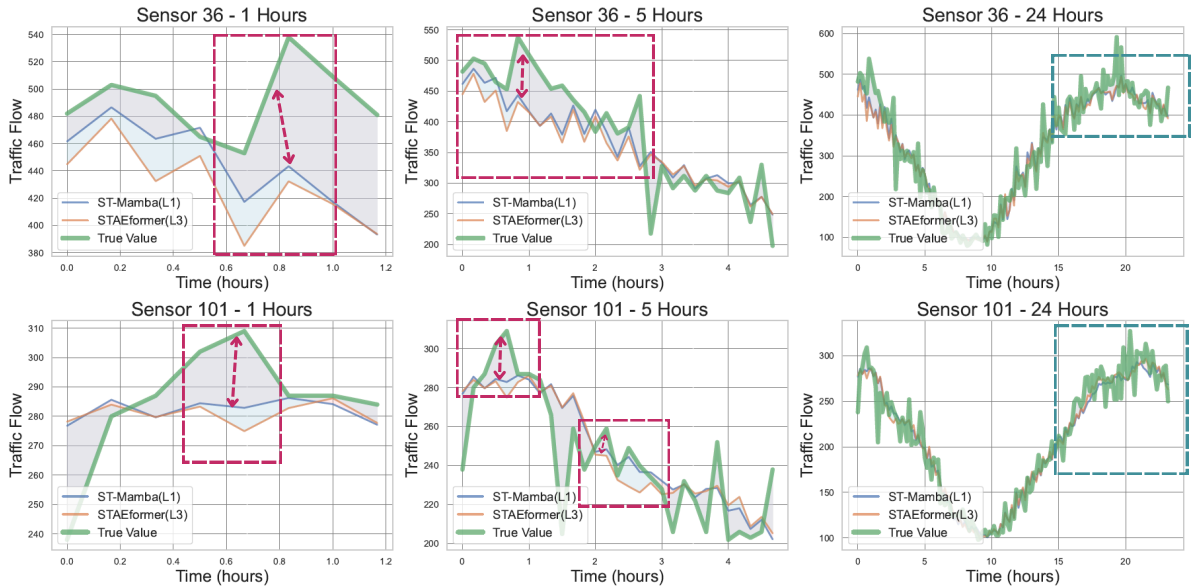 Sensor 36 - 1 Hours
Traffic Flow
540
520
500
480
460
440
420
400
380
ST-Mamba(L1)
STAEformer(L3)
True Value
0.0 0.2 0.4 0.6 0.8 1.0 1.2
Time (hours)
Sensor 36 - 5 Hours
Traffic Flow
550
500
450
400
350
300
250
200
ST-Mamba(L1)
STAEformer(L3)
True Value
0 1 2 3 4
Time (hours)
Sensor 36 - 24 Hours
Traffic Flow
600
500
400
300
200
100
ST-Mamba(L1)
STAEformer(L3)
True Value
0 5 10 15 20
Time (hours)
Sensor 101 - 1 Hours
Traffic Flow
310
300
290
280
270
260
250
240
ST-Mamba(L1)
STAEformer(L3)
True Value
0.0 0.2 0.4 0.6 0.8 1.0 1.2
Time (hours)
Sensor 101 - 5 Hours
Traffic Flow
300
280
260
240
220
200
ST-Mamba(L1)
STAEformer(L3)
True Value
0 1 2 3 4
Time (hours)
Sensor 101 - 24 Hours
Traffic Flow
300
250
200
150
100
ST-Mamba(L1)
STAEformer(L3)
True Value
0 5 10 15 20
Time (hours)